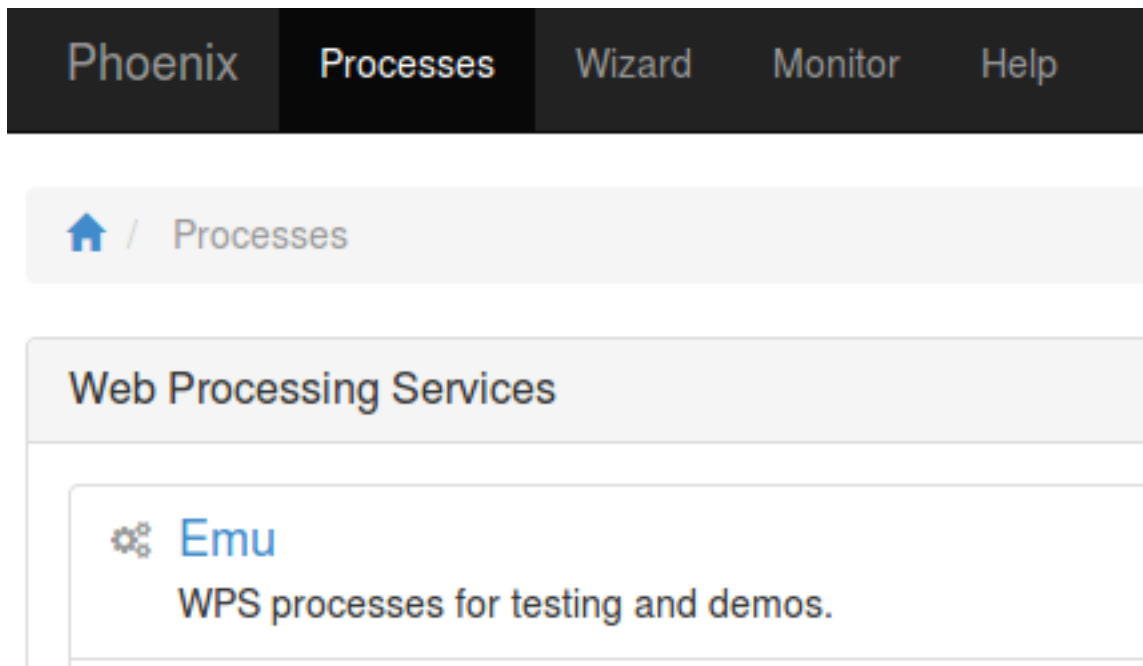 Phoenix Processes Wizard Monitor Help
/ Processes
Web Processing Services
Emu
WPS processes for testing and demos.